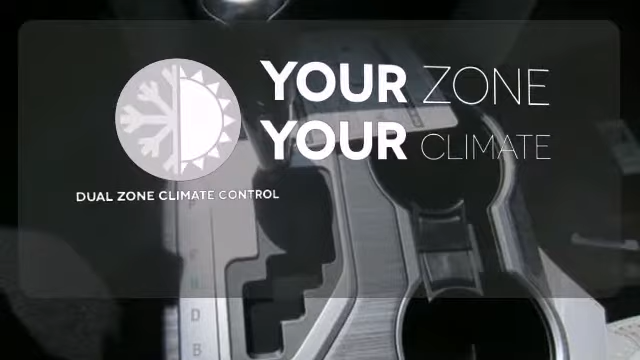 YOUR ZONE
YOUR CLIMATE
DUAL ZONE CLIMATE CONTROL
D
B